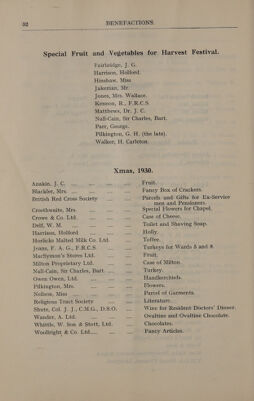 32 BENEFACTIONS.
Special Fruit and Vegetables for Harvest Festival.
Fairbridge, J. G.
Harrison, Holford.
Hinshaw, Miss
Jakeman, Mr.
Jones, Mrs. Wallace.
Kennon, R., F.R.C.S.
Matthews, Dr. J. C.
Nall-Cain, Sir Charles, Bart.
Parr, George.
Pilkington, G. H. (the late).
Walker, H. Carleton.
Xmas, 1930.
J. C. ... Fruit.
Blackler, Mrs. ... Fancy Box of Crackers.
British Red Cross Society ... Parcels and Gifts for Ex-Service
men and Pensioners.
Crosthwaite, Mrs. ... Special Flowers for Chapel.
Crowe & Co. Ltd. ... Case of Cheese.
Delf, W. M. ... Toilet and Shaving Soap.
Harrison, Holford ... Holly.
Horlicks Malted Milk Co. Ltd. ... Toffee.
Jeans, F. A. G., F.R.C.S. ... Turkeys for Wards 5 and 8.
MacSymon's Stores Ltd. ... Fruit.
Milton Proprietary Ltd. ... Case of Milton.
Nall-Cain, Sir Charles, Bart. ... Turkey.
Owen Owen, Ltd. ... Handkerchiefs.
Pilkington, Mrs. ... Flowers.
Neilson, Miss ... Parcel of Garments.
Religious Tract Society ... Literature.
Shute, Col. J. J., C.M.G., D.S.O. ... Wine for Resident Doctors' Dinner.
Wander, A. Ltd. ... Ovaltine and Ovaltine Chocolate.
Whittle, W. Son & Stott, Ltd. ... Chocolates.
Woolright & Co. Ltd. ... Fancy Articles.